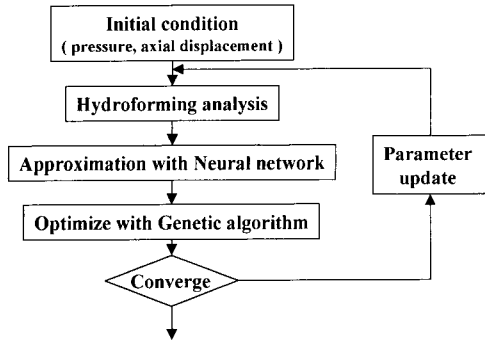 Initial condition
( pressure, axial displacement )
Hydroforming analysis
Approximation with Neural network
Parameter
update
Optimize with Genetic algorithm
Converge